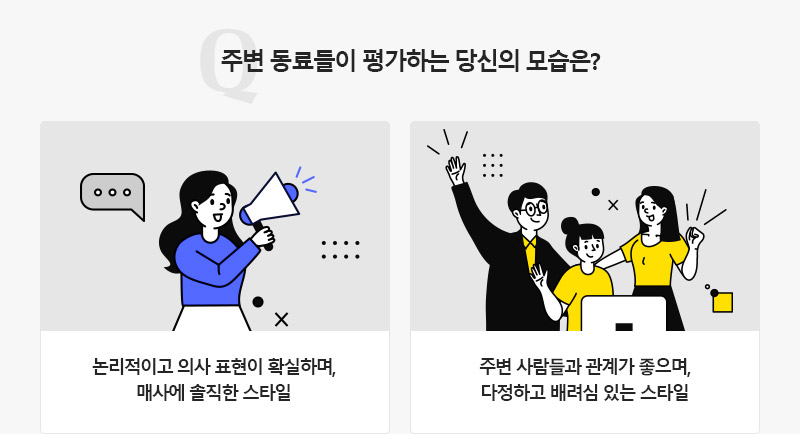 Q
주변 동료들이 평가하는 당신의 모습은?
논리적이고 의사 표현이 확실하며,
매사에 솔직한 스타일
주변 사람들과 관계가 좋으며,
다정하고 배려심 있는 스타일